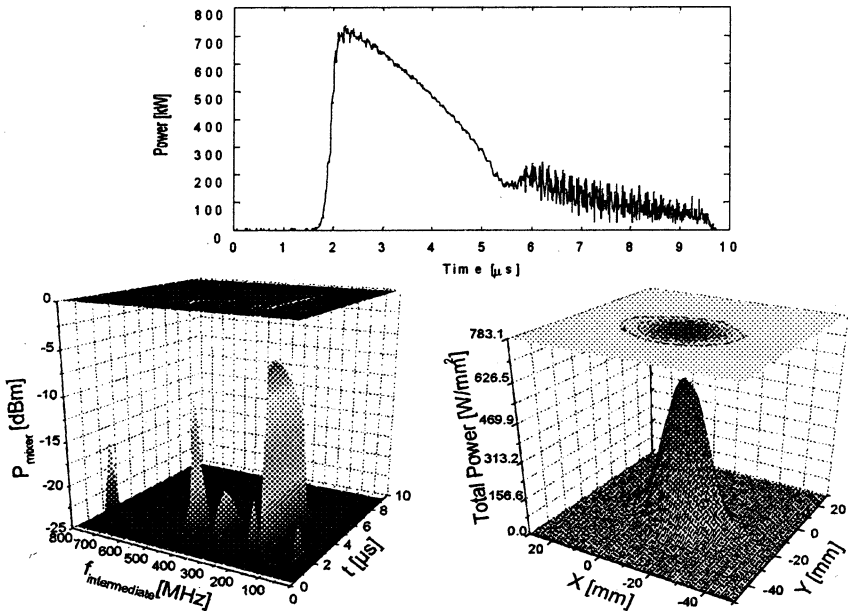 800
700
600
500
400
300
200
100
0
Power [kW]
0 1 2 3 4 5 6 7 8 9 10
Time [μs]
0
-5
-10
-15
-20
-25
P mixer [dBm]
800 700 600 500 400 300 200 100 0
f intermediate [MHz]
0 2 4 6 8 10
t [μs]
783.1
626.5
469.9
313.2
156.6
0.0
Total Power [W/mm²]
20 0 -20 -40
X [mm]
-40 -20 0 20
Y [mm]